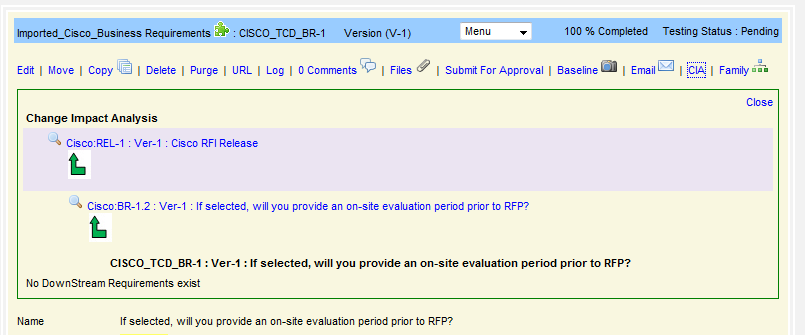 Imported_Cisco_Business Requirements : CISCO_TCD_BR-1 Version (V-1) Menu 100 % Completed Testing Status : Pending
Edit | Move | Copy | Delete | Purge | URL | Log | 0 Comments | Files | Submit For Approval | Baseline | Email | CIA | Family
Close
Change Impact Analysis
Cisco:REL-1 : Ver-1 : Cisco RFI Release
Cisco:BR-1.2 : Ver-1 : If selected, will you provide an on-site evaluation period prior to RFP?
CISCO_TCD_BR-1 : Ver-1 : If selected, will you provide an on-site evaluation period prior to RFP?
No DownStream Requirements exist
Name If selected, will you provide an on-site evaluation period prior to RFP?